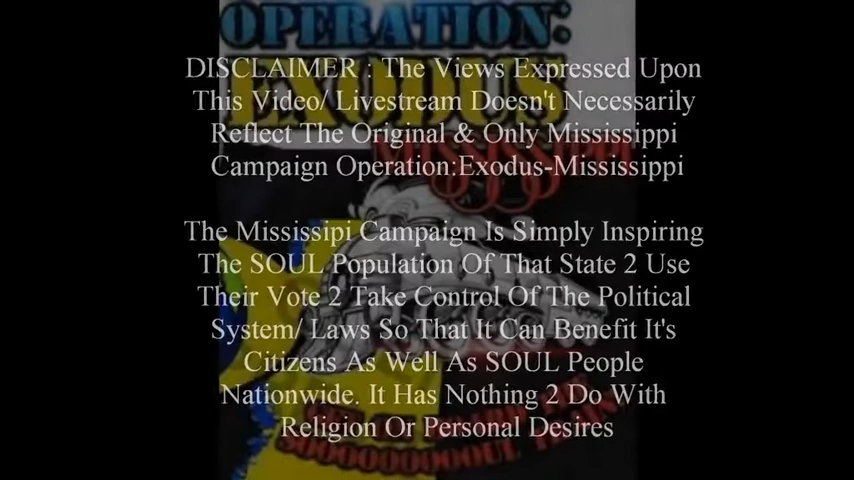 OPERATION:
EXODUS
DISCLAIMER : The Views Expressed Upon
This Video/ Livestream Doesn't Necessarily
Reflect The Original & Only Mississippi
Campaign Operation:Exodus-Mississippi
The Mississipi Campaign Is Simply Inspiring
The SOUL Population Of That State 2 Use
Their Vote 2 Take Control Of The Political
System/ Laws So That It Can Benefit It's
Citizens As Well As SOUL People
Nationwide. It Has Nothing 2 Do With
Religion Or Personal Desires